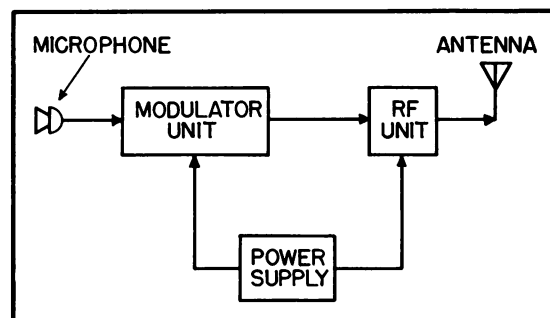 MICROPHONE
ANTENNA
MODULATOR
UNIT
RF
UNIT
POWER
SUPPLY